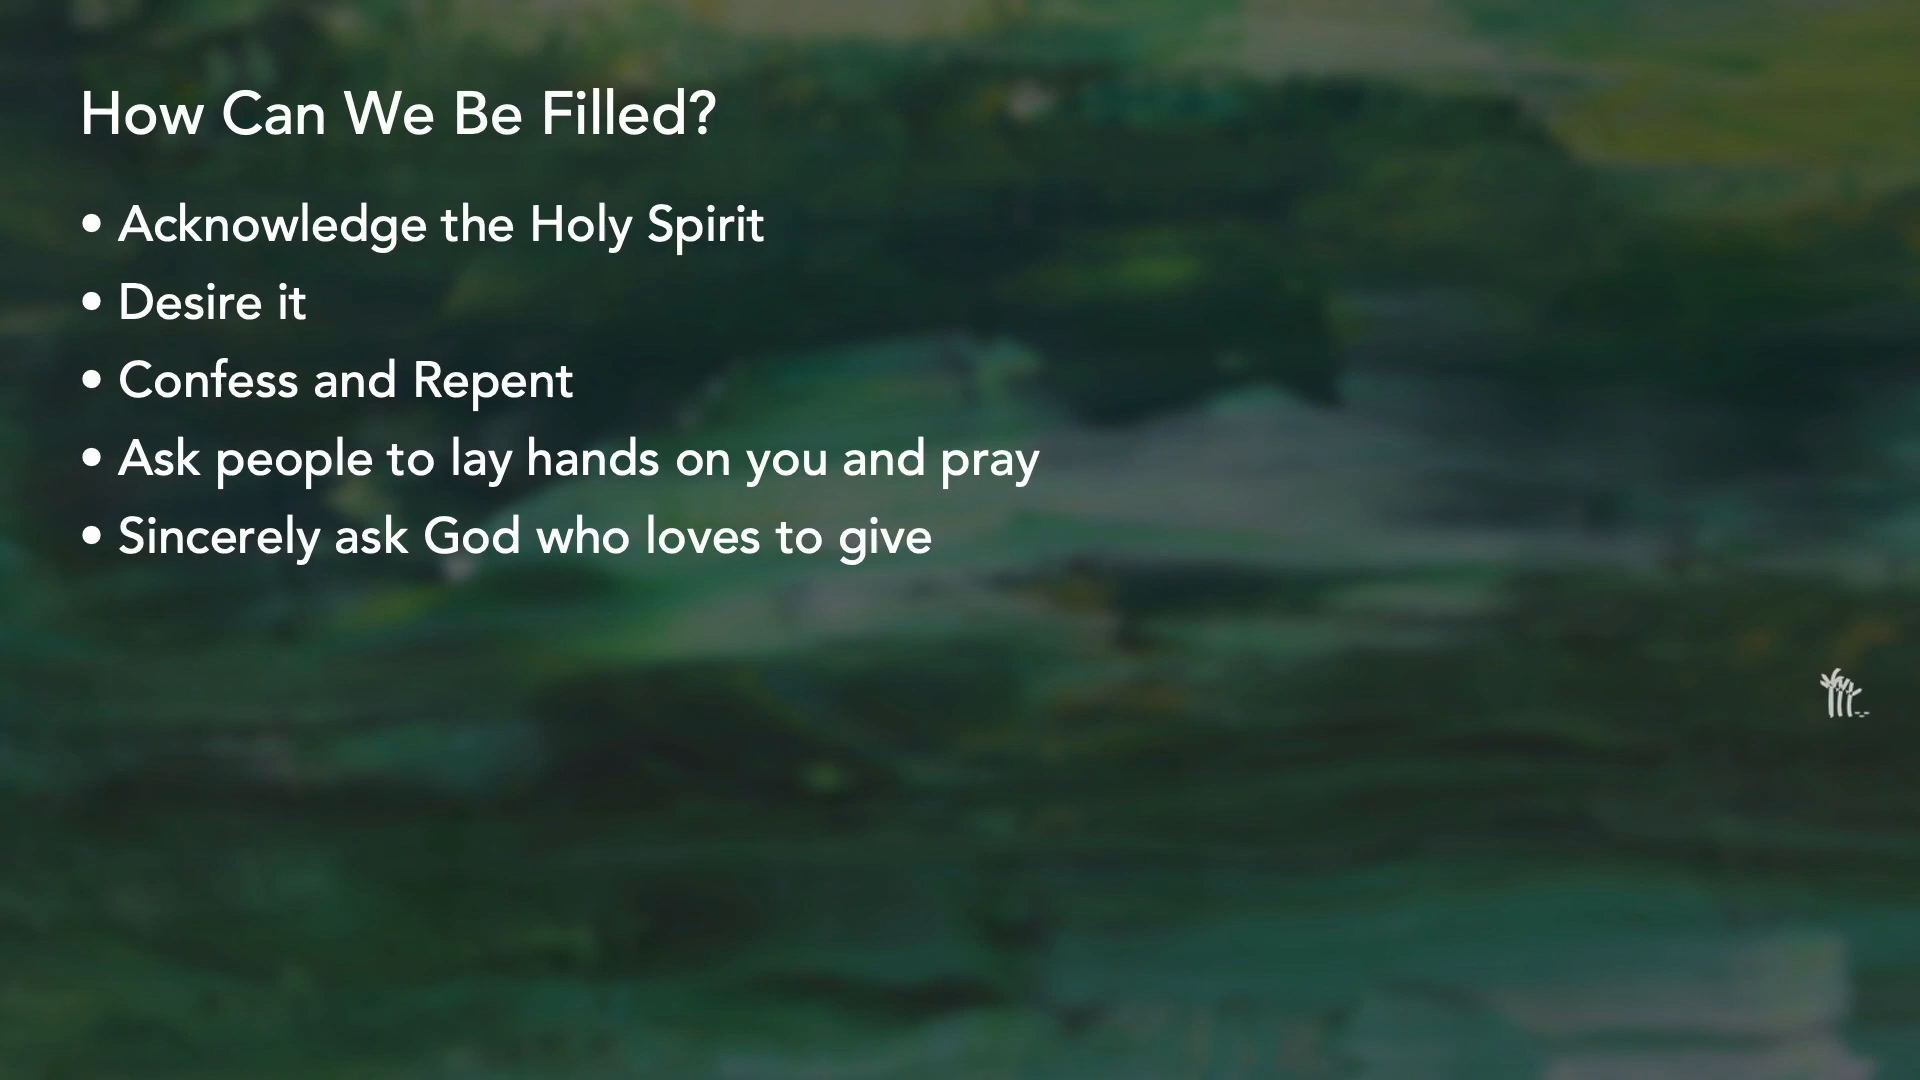 How Can We Be Filled?
• Acknowledge the Holy Spirit
• Desire it
• Confess and Repent
• Ask people to lay hands on you and pray
• Sincerely ask God who loves to give